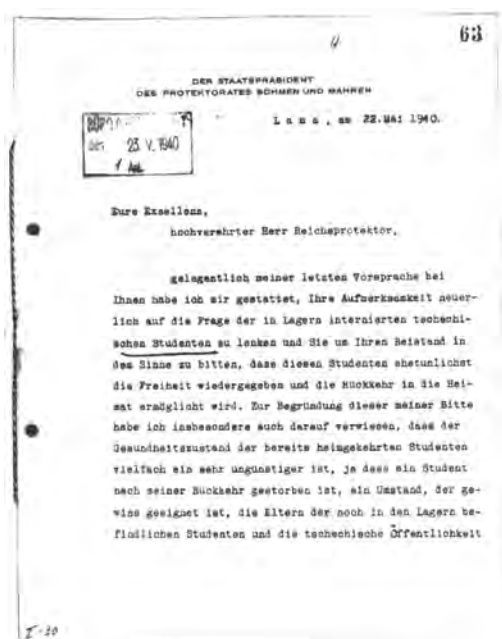 63
DER STAATSPRÄSIDENT
DES PROTEKTORATES BÖHMEN UND MÄHREN
Lana, am 22.MAI 1940.
23. V. 1940
1 Anl.
Eure Exzellenz,
hochverehrter Herr Reichsprotektor,
gelegentlich meiner letzten Vorsprache bei
Ihnen habe ich mir gestattet, Ihre Aufmerksamkeit neuer-
lich auf die Frage der in Lagern internierten tschechi-
schen Studenten zu lenken und Sie um Ihren Beistand in
dem Sinne zu bitten, dass diesen Studenten ehetunlichst
die Freiheit wiedergegeben und die Rückkehr in die Hei-
mat ermöglicht wird. Zur Begründung dieser meiner Bitte
habe ich insbesondere auch darauf verwiesen, dass der
Gesundheitszustand der bereits heimgekehrten Studenten
vielfach ein sehr ungünstiger ist, ja dass ein Student
nach seiner Rückkehr gestorben ist, ein Umstand, der ge-
wiss geeignet ist, die Eltern der noch in den Lagern be-
findlichen Studenten und die tschechische Öffentlichkeit